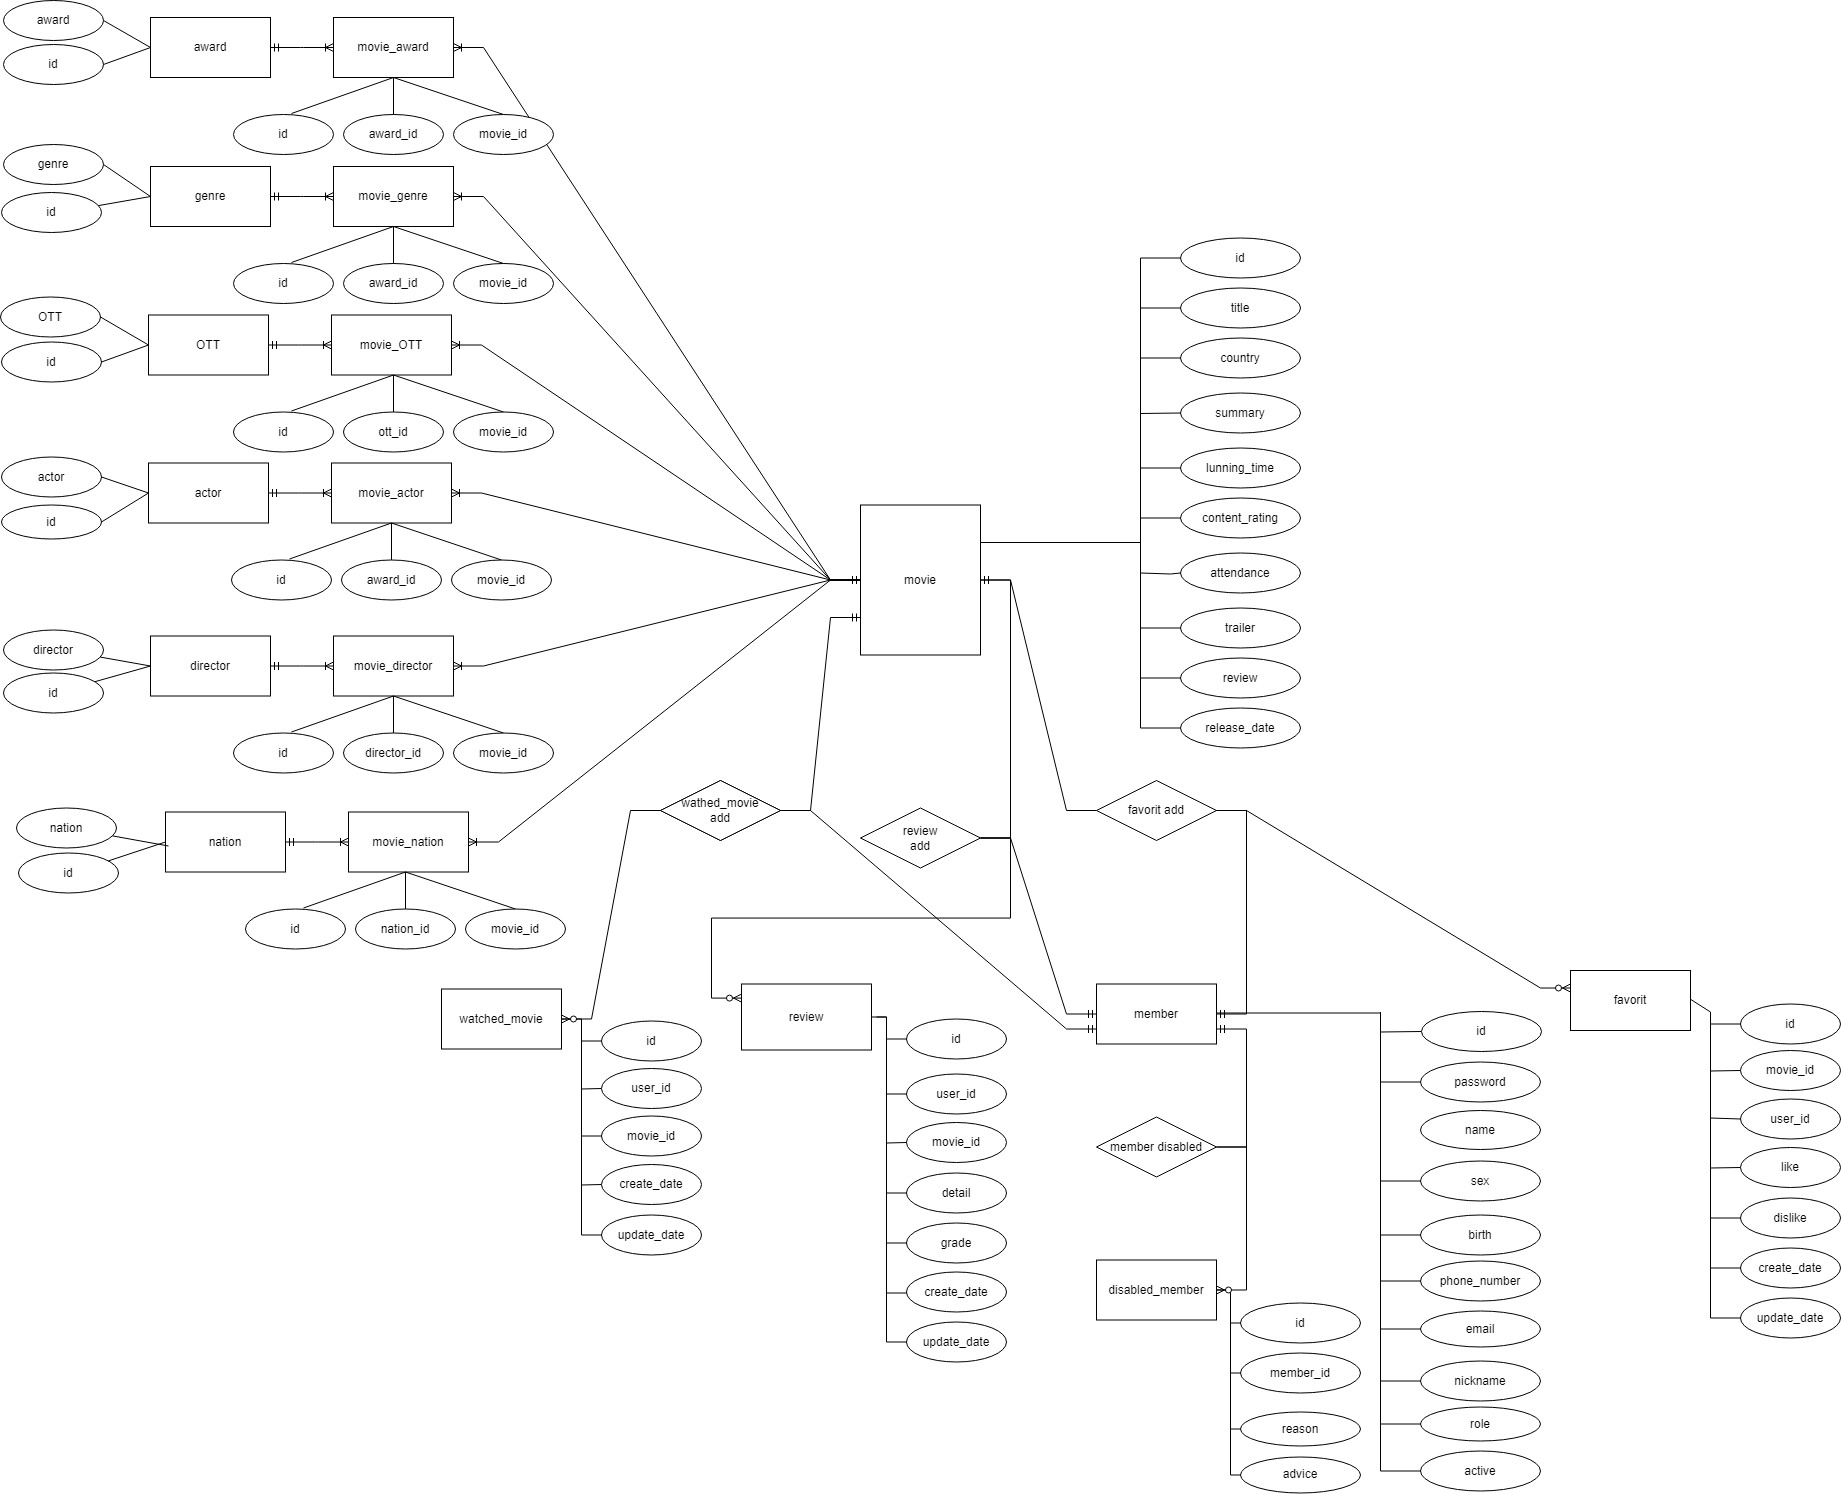 award
id
award
movie_award
id
award_id
movie_id
genre
id
genre
movie_genre
id
award_id
movie_id
OTT
id
OTT
movie_OTT
id
ott_id
movie_id
actor
id
actor
movie_actor
id
award_id
movie_id
director
id
director
movie_director
id
director_id
movie_id
nation
id
nation
movie_nation
id
nation_id
movie_id
movie
id
title
country
summary
lunning_time
content_rating
attendance
trailer
review
release_date
wathed_movie
add
review
add
favorit add
watched_movie
id
user_id
movie_id
create_date
update_date
review
id
user_id
movie_id
detail
grade
create_date
update_date
member
member disabled
disabled_member
id
member_id
reason
advice
id
password
name
sex
birth
phone_number
email
nickname
role
active
favorit
id
movie_id
user_id
like
dislike
create_date
update_date